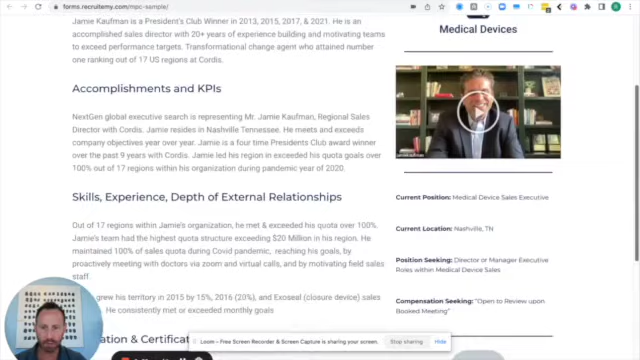 forms.recruitemy.com/mpc-sample/
Jamie Kaufman is a President's Club Winner in 2013, 2015, 2017, & 2021. He is an
accomplished sales director with 20+ years of experience building and motivating teams
to exceed performance targets. Transformational change agent who attained number
one ranking out of 17 US regions at Cordis.
Accomplishments and KPIs
NextGen global executive search is representing Mr. Jamie Kaufman, Regional Sales
Director with Cordis. Jamie resides in Nashville Tennessee. He meets and exceeds
company objectives year over year. Jamie is a four time Presidents Club award winner
over the past 9 years with Cordis. Jamie led his region in exceeded his quota goals over
100% out of 17 regions within his organization during pandemic year of 2020.
Skills, Experience, Depth of External Relationships
Out of 17 regions within Jamie's organization, he met & exceeded his quota over 100%.
Jamie's team had the highest quota structure exceeding $20 Million in his region. He
maintained 100% of sales quota during Covid pandemic, reaching his goals, by
proactively meeting with doctors via zoom and virtual calls, and by motivating field sales
staff.
grew his territory in 2015 by 15%, 2016 (20%), and Exoseal (closure device) sales
He consistently met or exceeded monthly goals
ation & Certifica
Medical Devices
Jamie Kaufman
Current Position: Medical Device Sales Executive
Current Location: Nashville, TN
Position Seeking: Director or Manager Executive
Roles within Medical Device Sales
Compensation Seeking: "Open to Review upon
Booked Meeting"
Loom – Free Screen Recorder & Screen Capture is sharing your screen.
Stop sharing
Hide